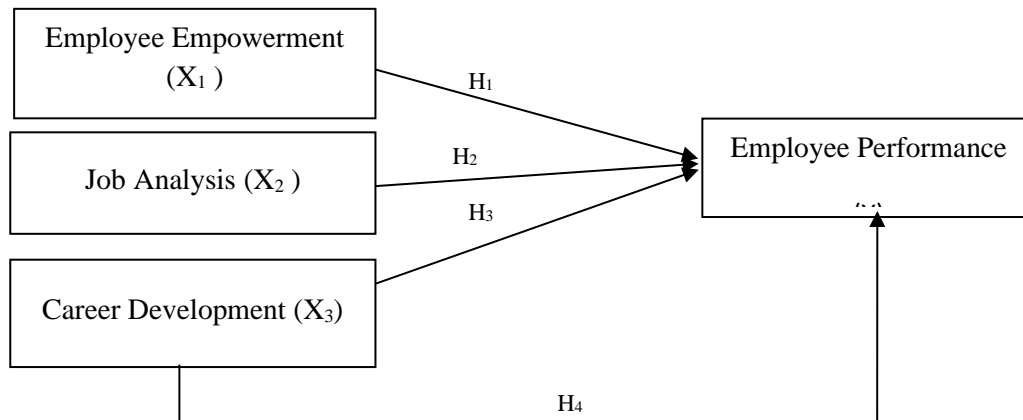 Employee Empowerment
(X₁ )
H₁
Job Analysis (X₂ )
H₂
Employee Performance
H₃
Career Development (X₃)
H₄